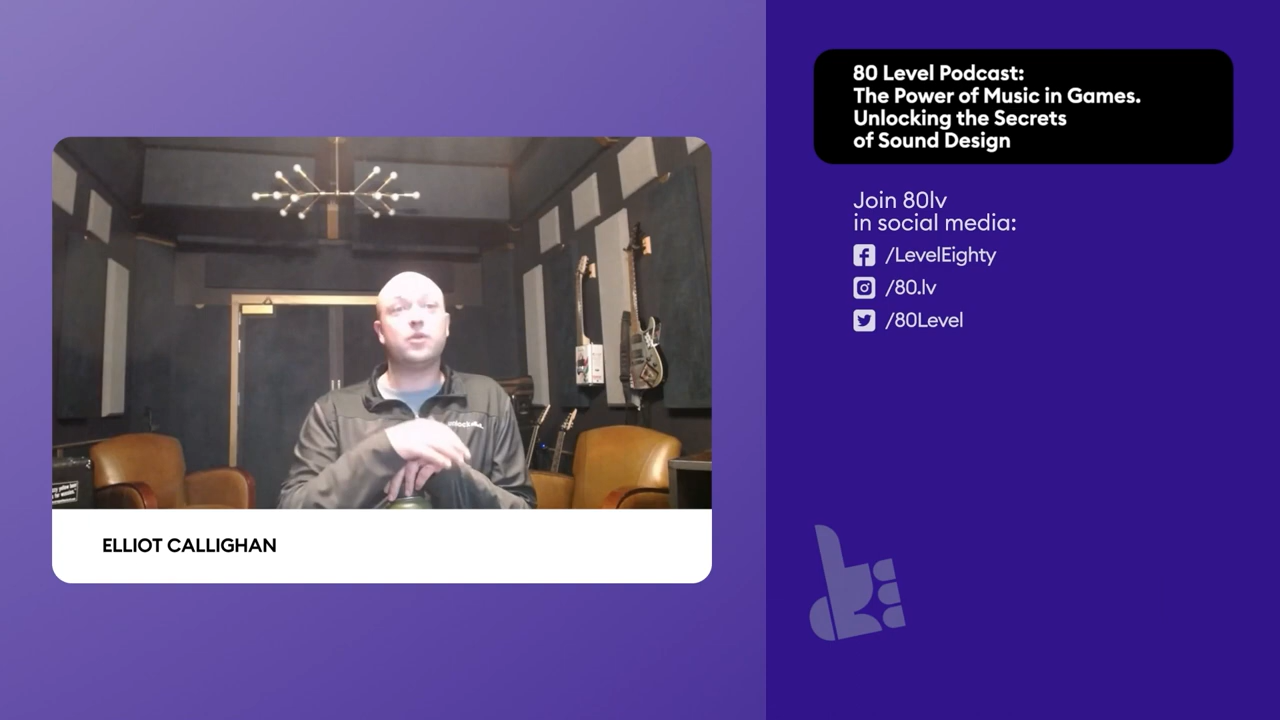 80 Level Podcast:
The Power of Music in Games.
Unlocking the Secrets
of Sound Design
Join 80lv
in social media:
/LevelEighty
/80.lv
/80Level
ELLIOT CALLIGHAN